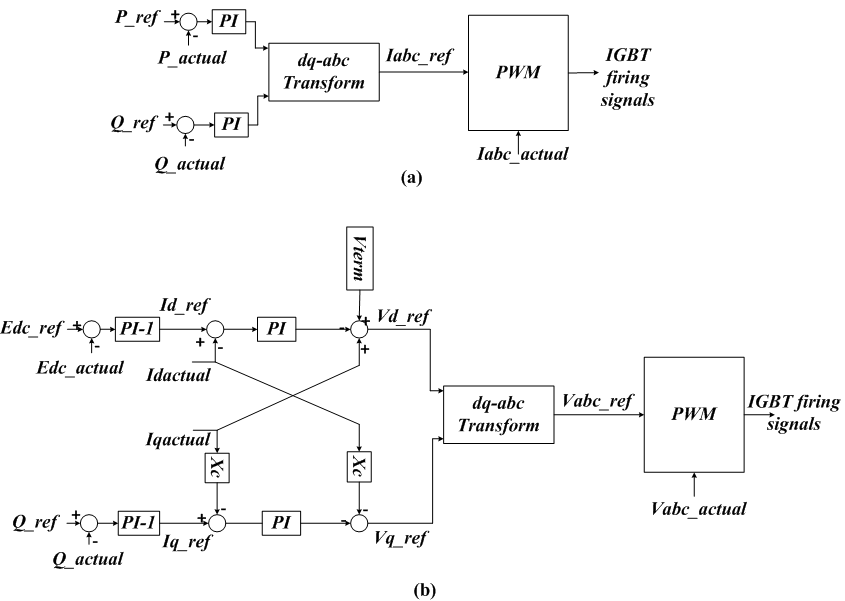 P_ref
+
-
PI
P_actual
dq-abc
Transform
Iabc_ref
PWM
IGBT
firing
signals
Q_ref
+
-
PI
Q_actual
Iabc_actual
(a)
Vterm
Edc_ref
+
-
PI-1
Id_ref
+
-
PI
-
+
+
Vd_ref
Edc_actual
Idactual
dq-abc
Transform
Vabc_ref
PWM
IGBT firing
signals
Iqactual
Xc
Xc
Q_ref
+
-
PI-1
Iq_ref
+
-
PI
-
-
Vq_ref
Q_actual
Vabc_actual
(b)